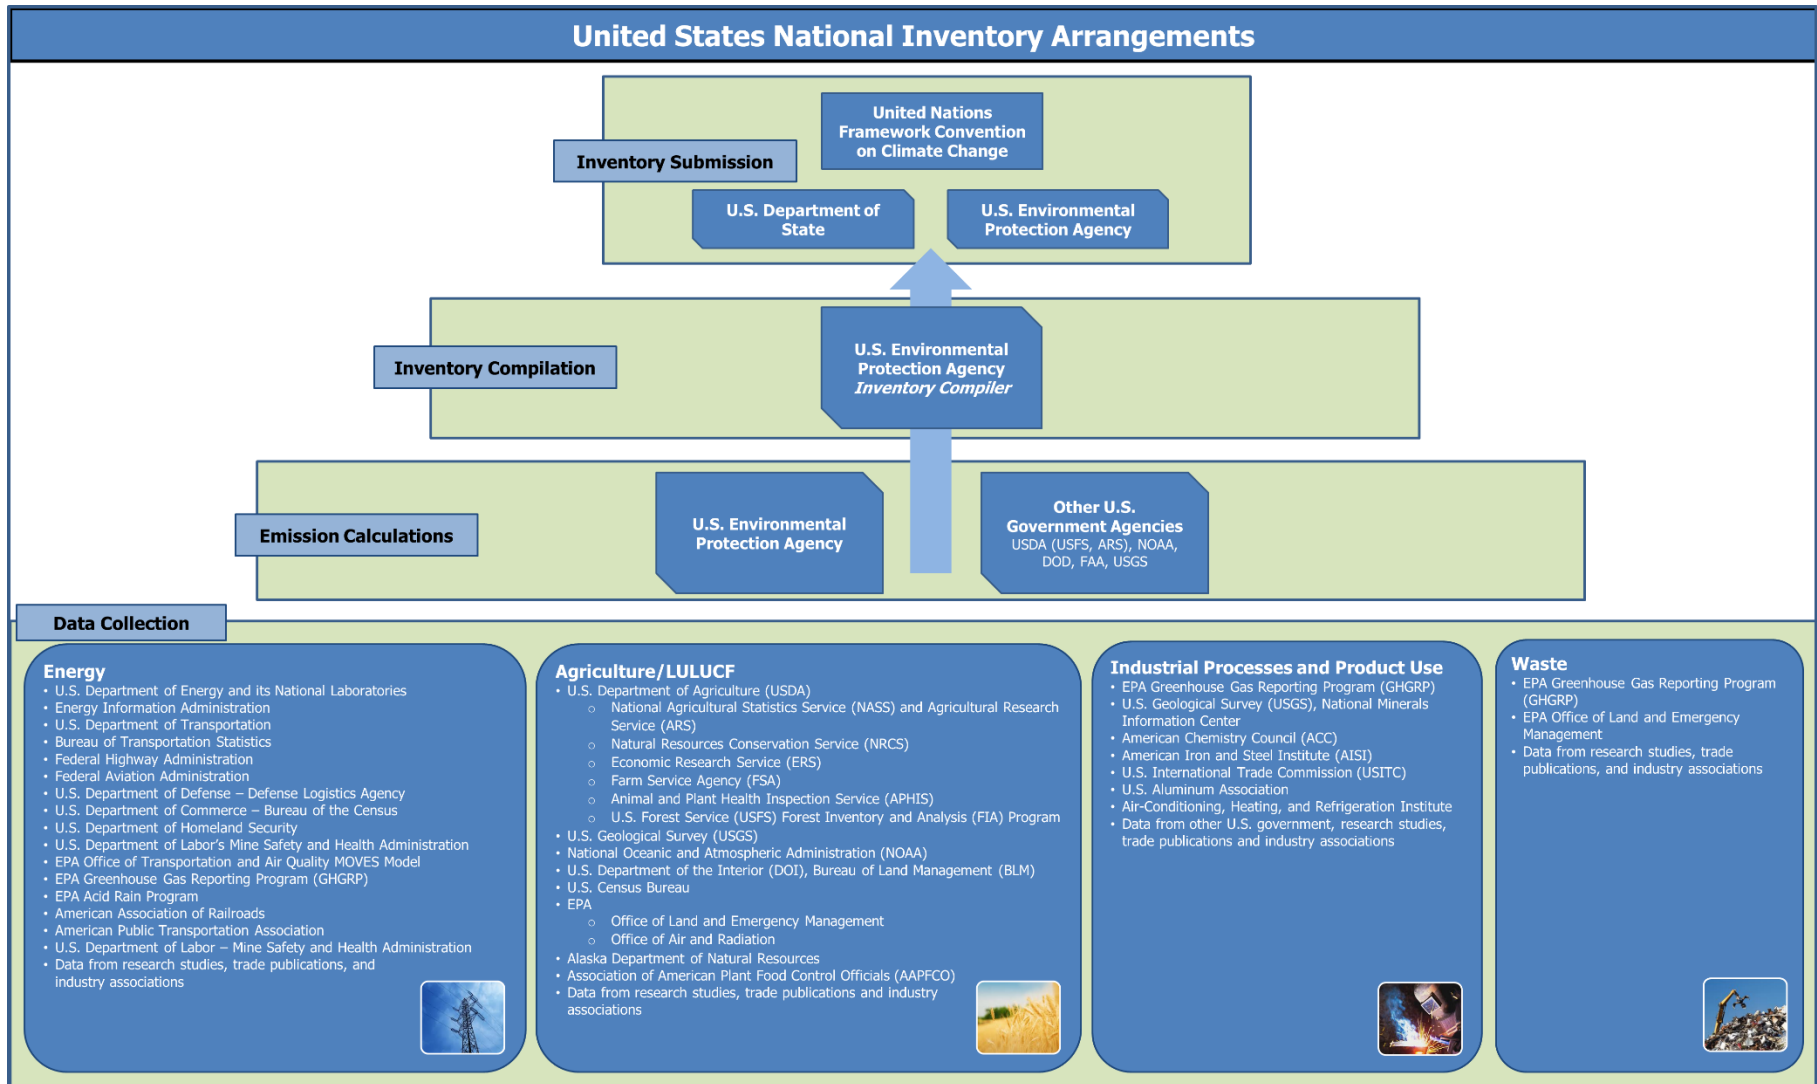 United States National Inventory Arrangements
United Nations
Framework Convention
on Climate Change
Inventory Submission
U.S. Department of
State
U.S. Environmental
Protection Agency
Inventory Compilation
U.S. Environmental
Protection Agency
Inventory Compiler
Emission Calculations
U.S. Environmental
Protection Agency
Other U.S.
Government Agencies
USDA (USFS, ARS), NOAA,
DOD, FAA, USGS
Data Collection
Energy
• U.S. Department of Energy and its National Laboratories
• Energy Information Administration
• U.S. Department of Transportation
• Bureau of Transportation Statistics
• Federal Highway Administration
• Federal Aviation Administration
• U.S. Department of Defense – Defense Logistics Agency
• U.S. Department of Commerce – Bureau of the Census
• U.S. Department of Homeland Security
• U.S. Department of Labor's Mine Safety and Health Administration
• EPA Office of Transportation and Air Quality MOVES Model
• EPA Greenhouse Gas Reporting Program (GHGRP)
• EPA Acid Rain Program
• American Association of Railroads
• American Public Transportation Association
• U.S. Department of Labor – Mine Safety and Health Administration
• Data from research studies, trade publications, and
industry associations
Agriculture/LULUCF
• U.S. Department of Agriculture (USDA)
o National Agricultural Statistics Service (NASS) and Agricultural Research
Service (ARS)
o Natural Resources Conservation Service (NRCS)
o Economic Research Service (ERS)
o Farm Service Agency (FSA)
o Animal and Plant Health Inspection Service (APHIS)
o U.S. Forest Service (USFS) Forest Inventory and Analysis (FIA) Program
• U.S. Geological Survey (USGS)
• National Oceanic and Atmospheric Administration (NOAA)
• U.S. Department of the Interior (DOI), Bureau of Land Management (BLM)
• U.S. Census Bureau
• EPA
o Office of Land and Emergency Management
o Office of Air and Radiation
• Alaska Department of Natural Resources
• Association of American Plant Food Control Officials (AAPFCO)
• Data from research studies, trade publications and industry
associations
Industrial Processes and Product Use
• EPA Greenhouse Gas Reporting Program (GHGRP)
• U.S. Geological Survey (USGS), National Minerals
Information Center
• American Chemistry Council (ACC)
• American Iron and Steel Institute (AISI)
• U.S. International Trade Commission (USITC)
• U.S. Aluminum Association
• Air-Conditioning, Heating, and Refrigeration Institute
• Data from other U.S. government, research studies,
trade publications and industry associations
Waste
• EPA Greenhouse Gas Reporting Program
(GHGRP)
• EPA Office of Land and Emergency
Management
• Data from research studies, trade
publications, and industry associations